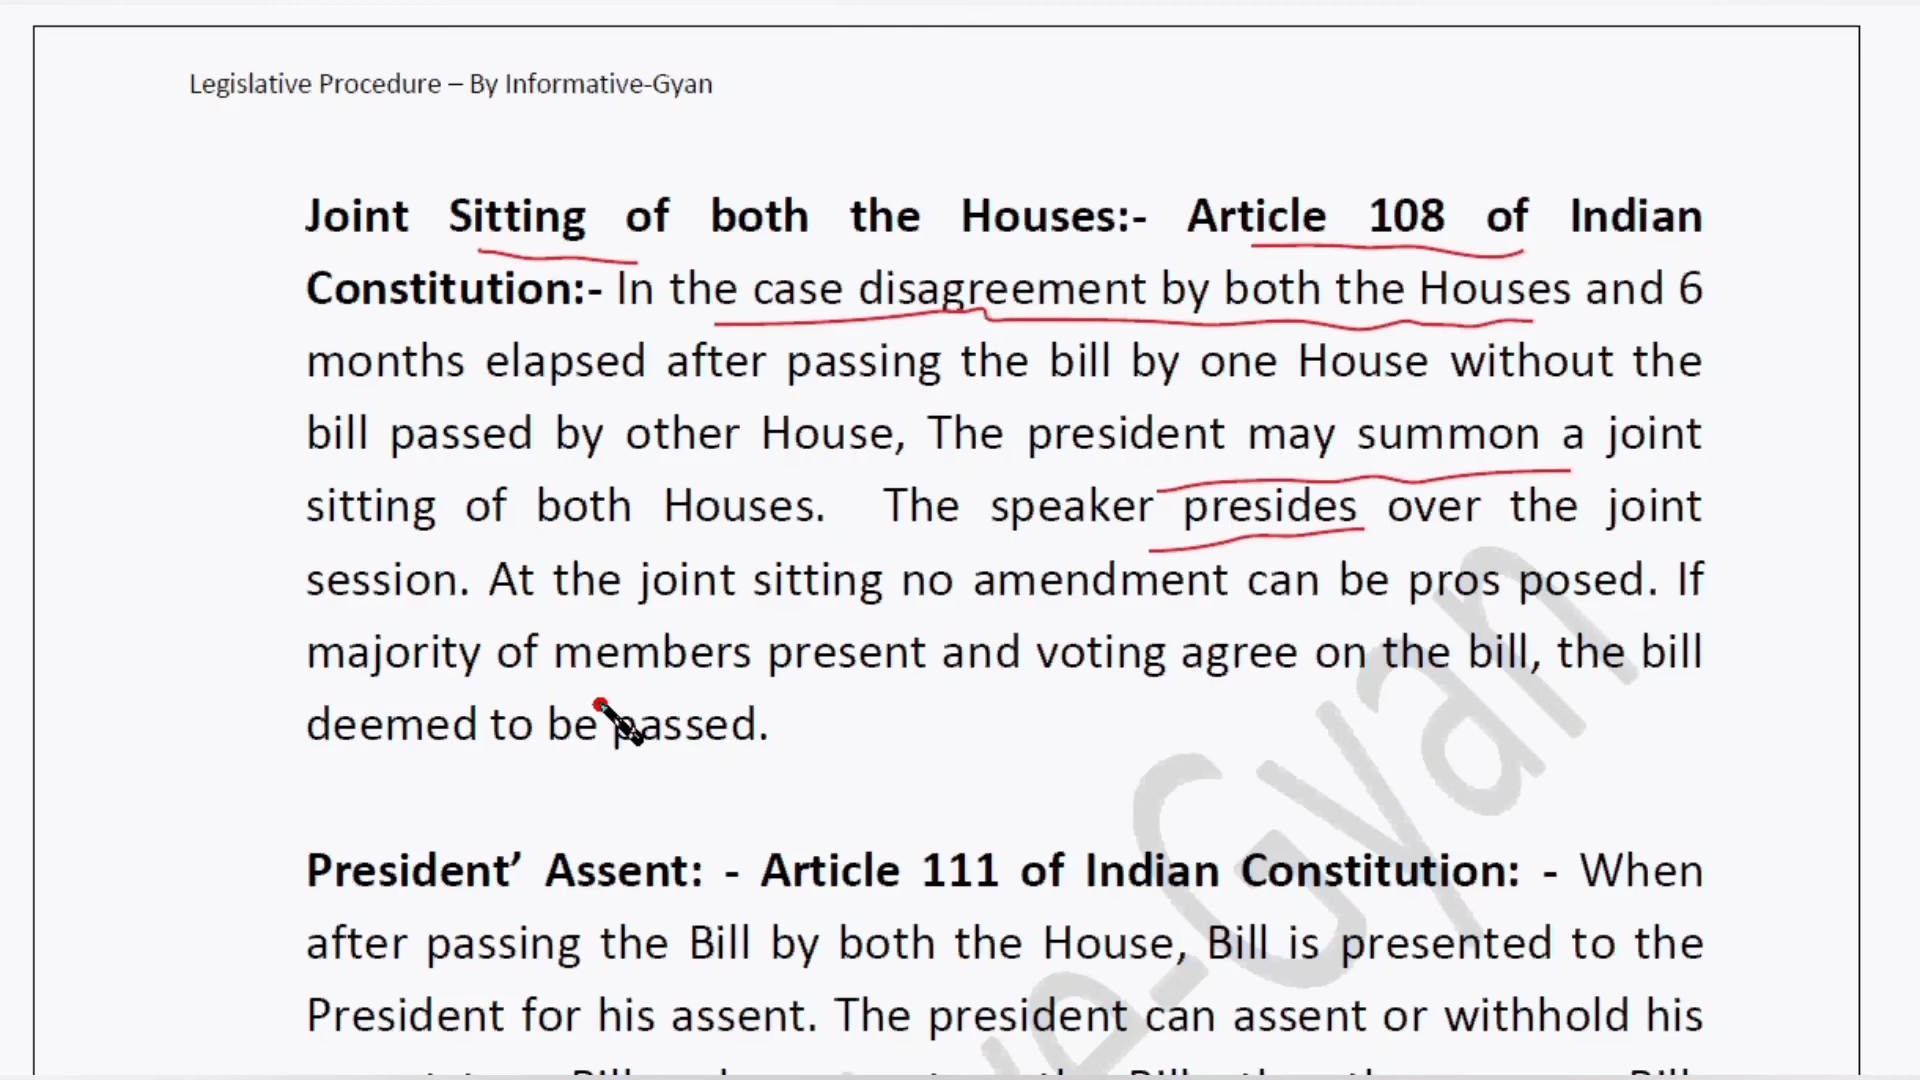 Legislative Procedure – By Informative-Gyan
Joint Sitting of both the Houses:- Article 108 of Indian
Constitution:- In the case disagreement by both the Houses and 6
months elapsed after passing the bill by one House without the
bill passed by other House, The president may summon a joint
sitting of both Houses. The speaker presides over the joint
session. At the joint sitting no amendment can be pros posed. If
majority of members present and voting agree on the bill, the bill
deemed to be passed.
President’ Assent: - Article 111 of Indian Constitution: - When
after passing the Bill by both the House, Bill is presented to the
President for his assent. The president can assent or withhold his
e-Gyan